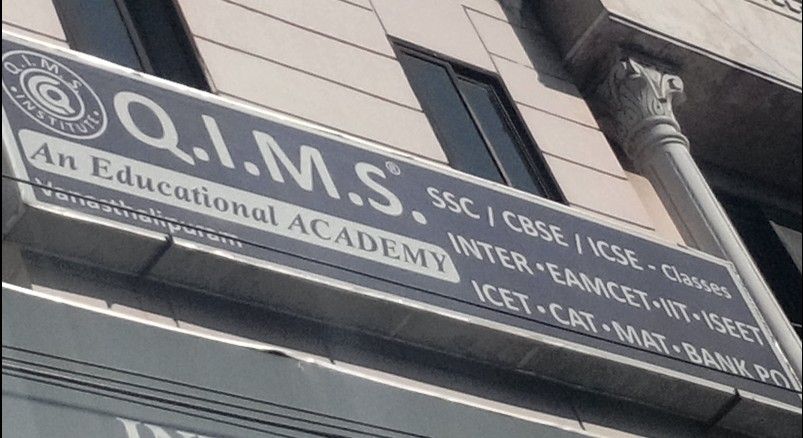 Q.I.M.S
INSTITUTE
Q.I.M.S.®
An Educational ACADEMY
Vanasthalipuram
SSC / CBSE / ICSE - Classes
INTER • EAMCET • IIT • ISEET
ICET • CAT • MAT • BANK PO